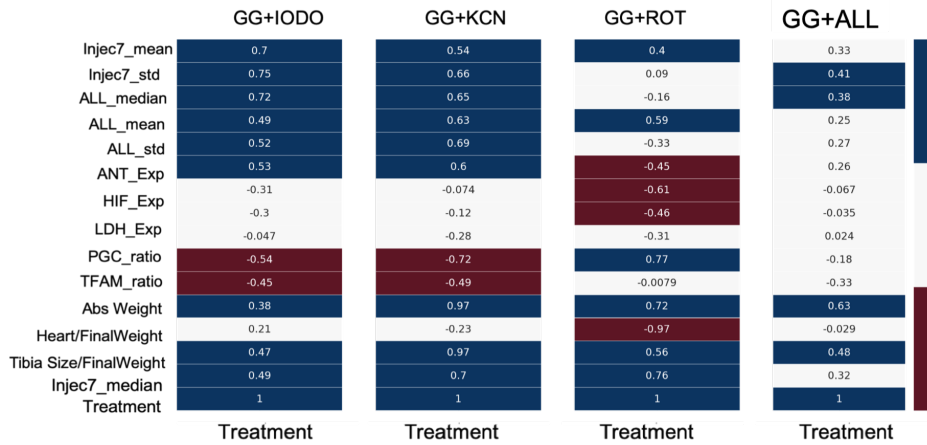 GG+IODO GG+KCN GG+ROT GG+ALL
Injec7_mean 0.7 0.54 0.4 0.33
Injec7_std 0.75 0.66 0.09 0.41
ALL_median 0.72 0.65 -0.16 0.38
ALL_mean 0.49 0.63 0.59 0.25
ALL_std 0.52 0.69 -0.33 0.27
ANT_Exp 0.53 0.6 -0.45 0.26
HIF_Exp -0.31 -0.074 -0.61 -0.067
-0.3 -0.12 -0.46 -0.035
LDH_Exp -0.047 -0.28 -0.31 0.024
PGC_ratio -0.54 -0.72 0.77 -0.18
TFAM_ratio -0.45 -0.49 -0.0079 -0.33
Abs Weight 0.38 0.97 0.72 0.63
Heart/FinalWeight 0.21 -0.23 -0.97 -0.029
Tibia Size/FinalWeight 0.47 0.97 0.56 0.48
Injec7_median 0.49 0.7 0.76 0.32
Treatment 1 1 1 1
Treatment Treatment Treatment Treatment